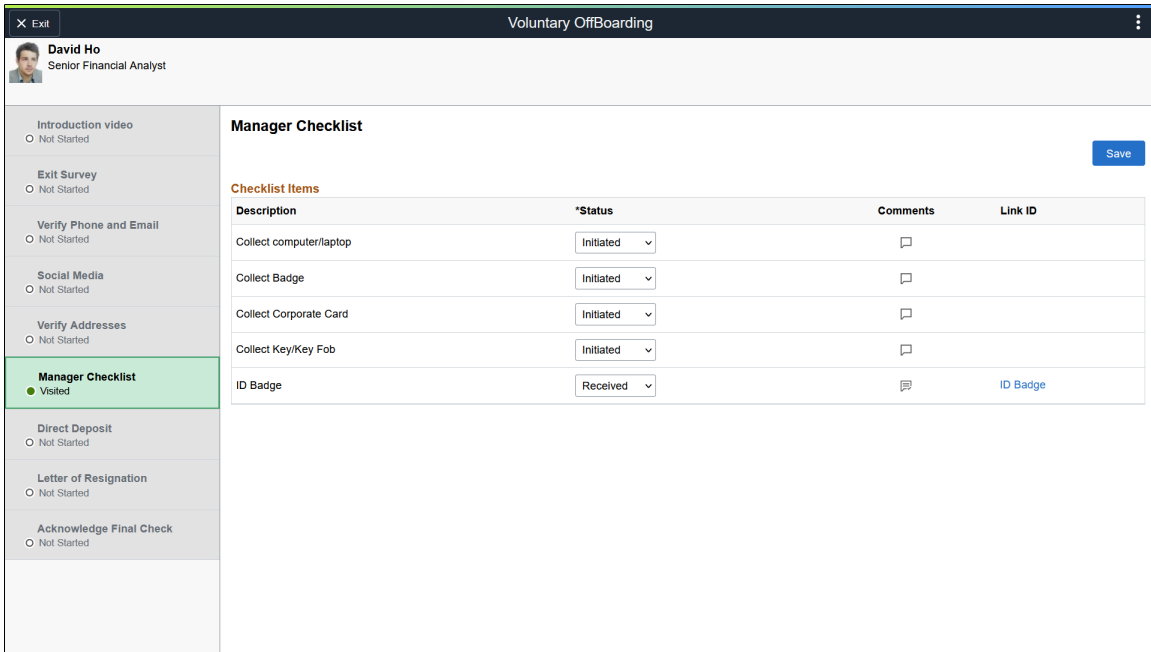 Exit
Voluntary OffBoarding
David Ho
Senior Financial Analyst
Introduction video
Not Started
Exit Survey
Not Started
Verify Phone and Email
Not Started
Social Media
Not Started
Verify Addresses
Not Started
Manager Checklist
Visited
Direct Deposit
Not Started
Letter of Resignation
Not Started
Acknowledge Final Check
Not Started
Manager Checklist
Save
Checklist Items
Description *Status Comments Link ID
Collect computer/laptop Initiated
Collect Badge Initiated
Collect Corporate Card Initiated
Collect Key/Key Fob Initiated
ID Badge Received ID Badge